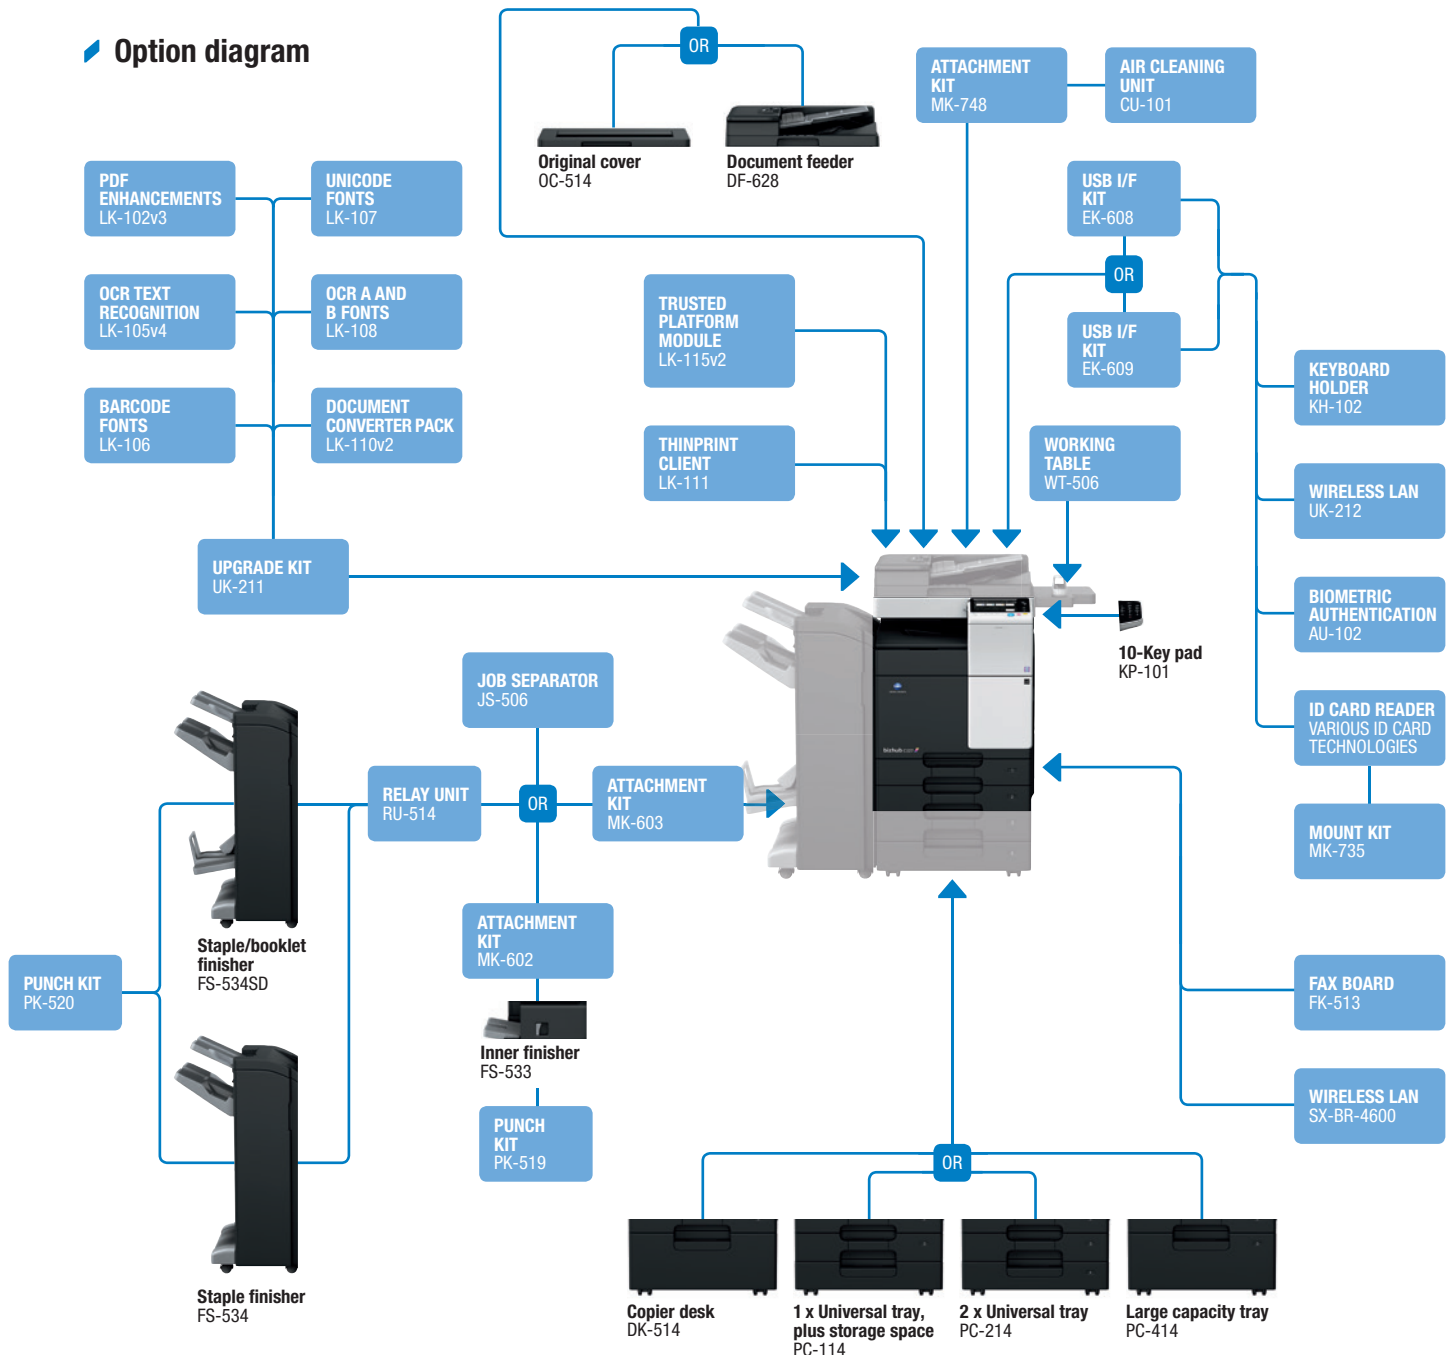 Option diagram
OR
Original cover
OC-514
Document feeder
DF-628
ATTACHMENT
KIT
MK-748
AIR CLEANING
UNIT
CU-101
PDF
ENHANCEMENTS
LK-102v3
UNICODE
FONTS
LK-107
USB I/F
KIT
EK-608
OR
USB I/F
KIT
EK-609
OCR TEXT
RECOGNITION
LK-105v4
OCR A AND
B FONTS
LK-108
TRUSTED
PLATFORM
MODULE
LK-115v2
BARCODE
FONTS
LK-106
DOCUMENT
CONVERTER PACK
LK-110v2
THINPRINT
CLIENT
LK-111
WORKING
TABLE
WT-506
KEYBOARD
HOLDER
KH-102
WIRELESS LAN
UK-212
UPGRADE KIT
UK-211
BIOMETRIC
AUTHENTICATION
AU-102
10-Key pad
KP-101
JOB SEPARATOR
JS-506
ID CARD READER
VARIOUS ID CARD
TECHNOLOGIES
bizhub
RELAY UNIT
RU-514
OR
ATTACHMENT
KIT
MK-603
MOUNT KIT
MK-735
ATTACHMENT
KIT
MK-602
Staple/booklet
finisher
FS-534SD
PUNCH KIT
PK-520
FAX BOARD
FK-513
Inner finisher
FS-533
WIRELESS LAN
SX-BR-4600
PUNCH
KIT
PK-519
OR
Staple finisher
FS-534
Copier desk
DK-514
1 x Universal tray,
plus storage space
PC-114
2 x Universal tray
PC-214
Large capacity tray
PC-414